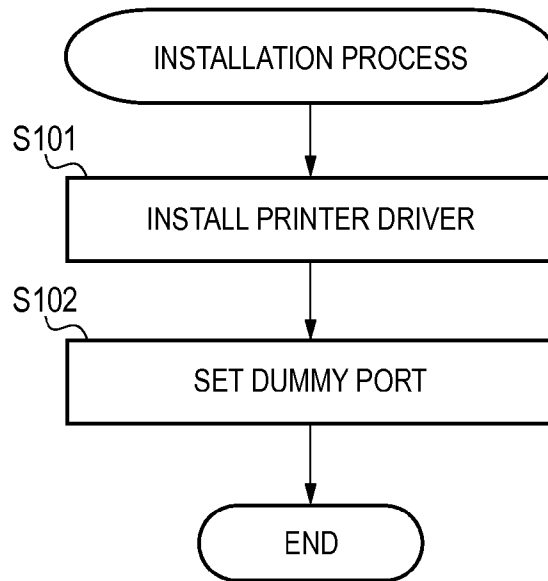 INSTALLATION PROCESS
S101
INSTALL PRINTER DRIVER
S102
SET DUMMY PORT
END